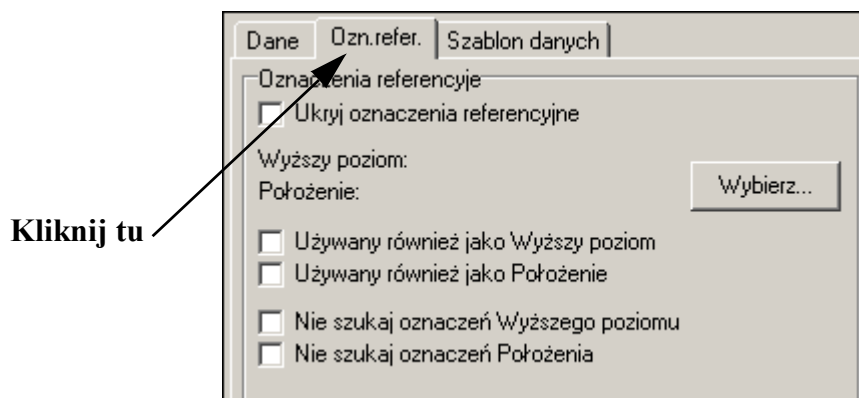 Dane Ozn.refer. Szablon danych
Oznaczenia referencyje
Ukryj oznaczenia referencyjne
Wyższy poziom:
Położenie:
Wybierz...
Kliknij tu
Używany również jako Wyższy poziom
Używany również jako Położenie
Nie szukaj oznaczeń Wyższego poziomu
Nie szukaj oznaczeń Położenia